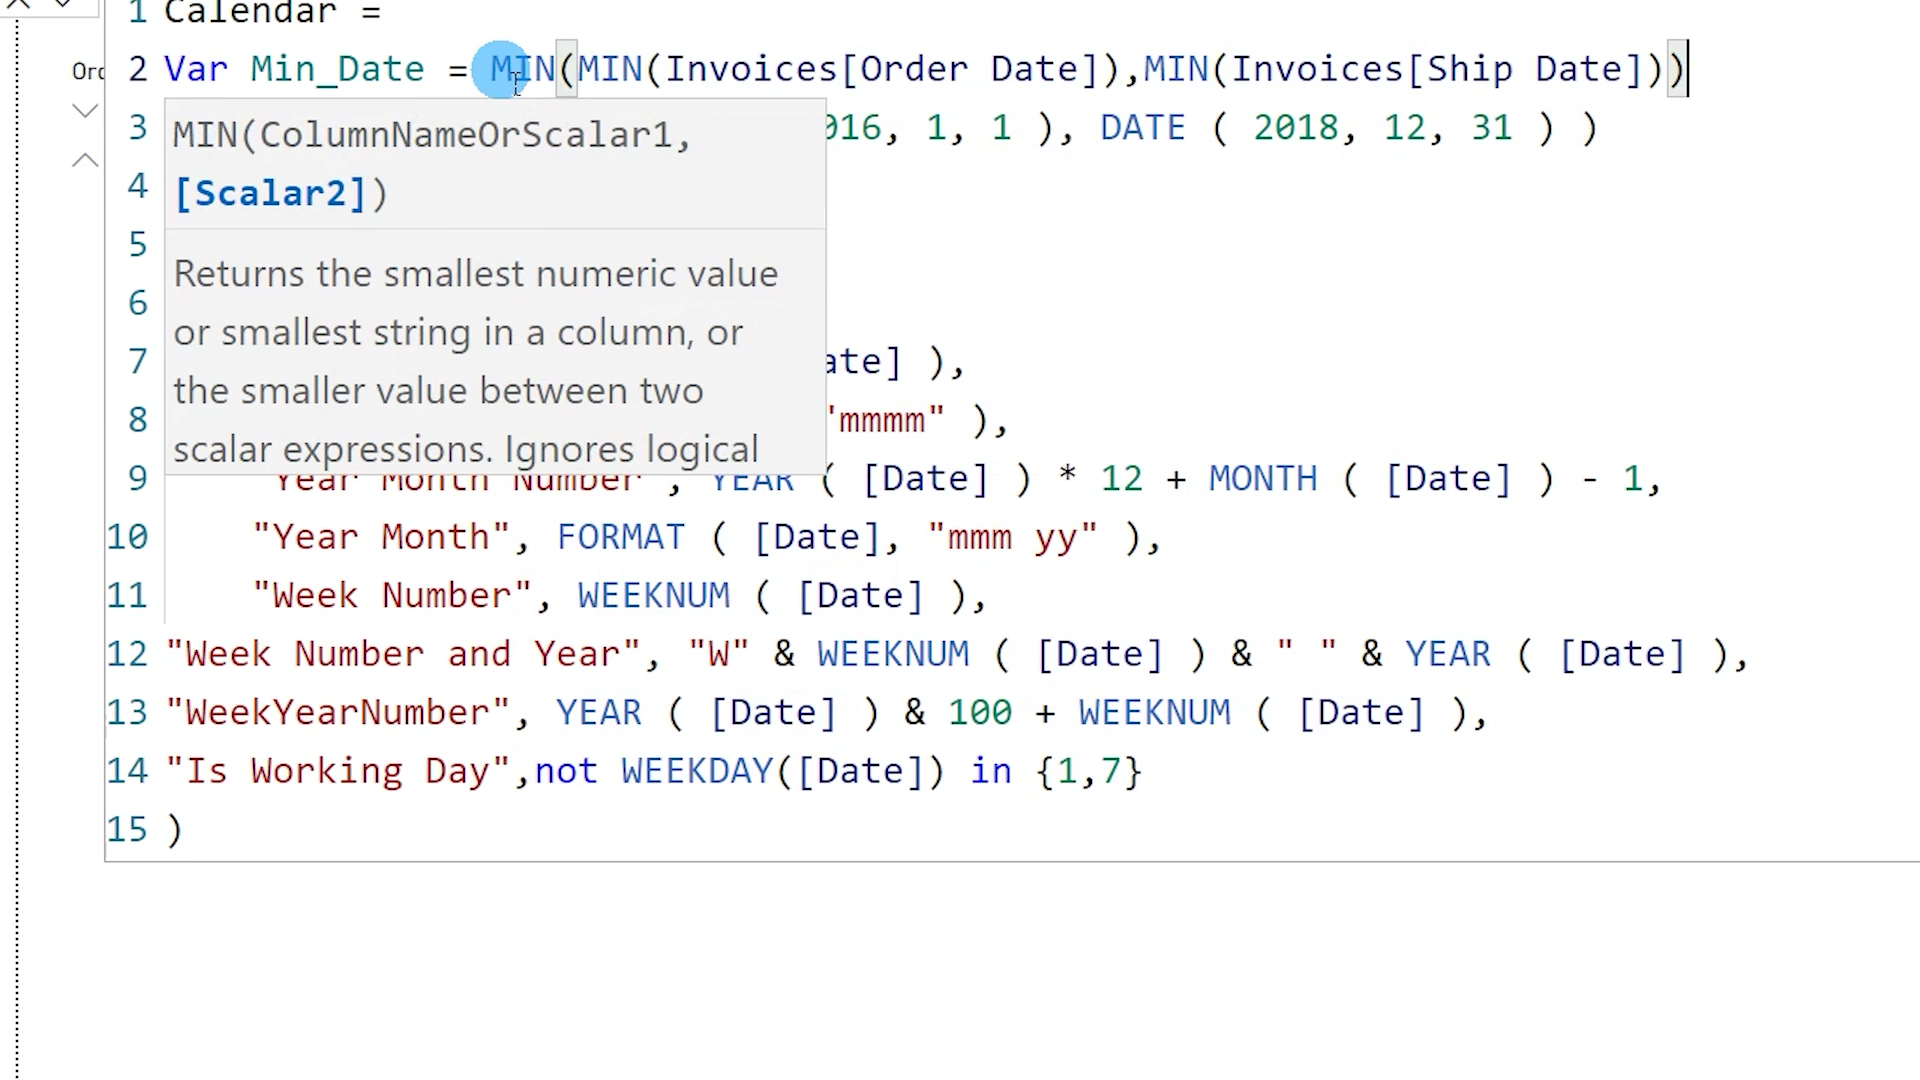 1 Calendar =
Ord 2 Var Min_Date = MIN(MIN(Invoices[Order Date]),MIN(Invoices[Ship Date]))
MIN(ColumnNameOrScalar1,
[Scalar2])
Returns the smallest numeric value
or smallest string in a column, or
the smaller value between two
scalar expressions. Ignores logical
3 016, 1, 1 ), DATE ( 2018, 12, 31 ) )
4
5
6
7 ate] ),
8 "mmmm" ),
9 "Year Month Number", YEAR ( [Date] ) * 12 + MONTH ( [Date] ) - 1,
10 "Year Month", FORMAT ( [Date], "mmm yy" ),
11 "Week Number", WEEKNUM ( [Date] ),
12 "Week Number and Year", "W" & WEEKNUM ( [Date] ) & " " & YEAR ( [Date] ),
13 "WeekYearNumber", YEAR ( [Date] ) & 100 + WEEKNUM ( [Date] ),
14 "Is Working Day",not WEEKDAY([Date]) in {1,7}
15 )